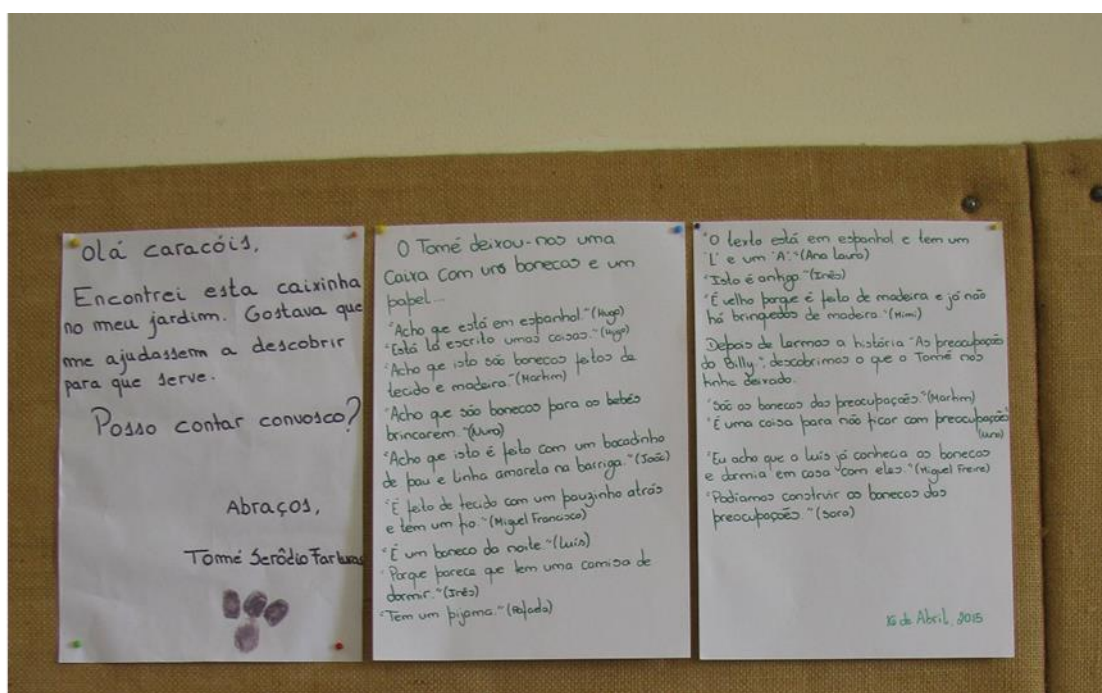 Olá caracóis,
Encontrei esta caixinha
no meu jardim. Gostava que
me ajudassem a descobrir
para que serve.
Posso contar convosco?
Abraços,
Tomé Serôdio Farturas
O Tomé deixou-nos uma
caixa com uns bonecos e um
papel...
"Acho que está em espanhol." (Hugo)
"Está lá escrito umas coisas." (Hugo)
"Acho que isto são bonecos feitos de
tecido e madeira." (Martim)
"Acho que são bonecos para os bebés
brincarem." (Nuno)
"Acho que isto é feito com um bocadinho
de pau e linha amarela na barriga." (João)
"É feito de tecido com um pauzinho atrás
e tem um fio." (Miguel Francisco)
"É um boneco da noite." (Luís)
"Porque parece que tem uma camisa de
dormir." (Inês)
"Tem um pijama." (Rafaela)
"O texto está em espanhol e tem um
"L" e um "A"." (Ana Laura)
"Isto é antigo." (Inês)
"É velho porque é feito de madeira e já não
há brinquedos de madeira." (Mimi)
Depois de lermos a história "As preocupações
do Billy", descobrimos o que o Tomé nos
tinha deixado.
"São os bonecos das preocupações." (Martim)
"É uma coisa para não ficar com preocupações"
(Nuno)
"Eu acho que o Luís já conhecia os bonecos
e dormia em casa com eles." (Miguel Freire)
"Podíamos construir os bonecos das
preocupações." (Sara)
16 de Abril, 2015